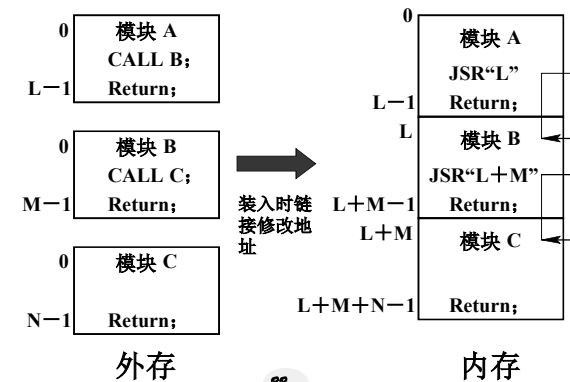 0
模块 A
CALL B；
L－1
Return；
0
模块 B
CALL C；
M－1
Return；
0
模块 C
N－1
Return；
外存
装入时链
接修改地
址
0
模块 A
JSR“L”
L－1
Return；
L
模块 B
JSR“L＋M”
L＋M－1
Return；
L＋M
模块 C
L＋M＋N－1
Return；
内存